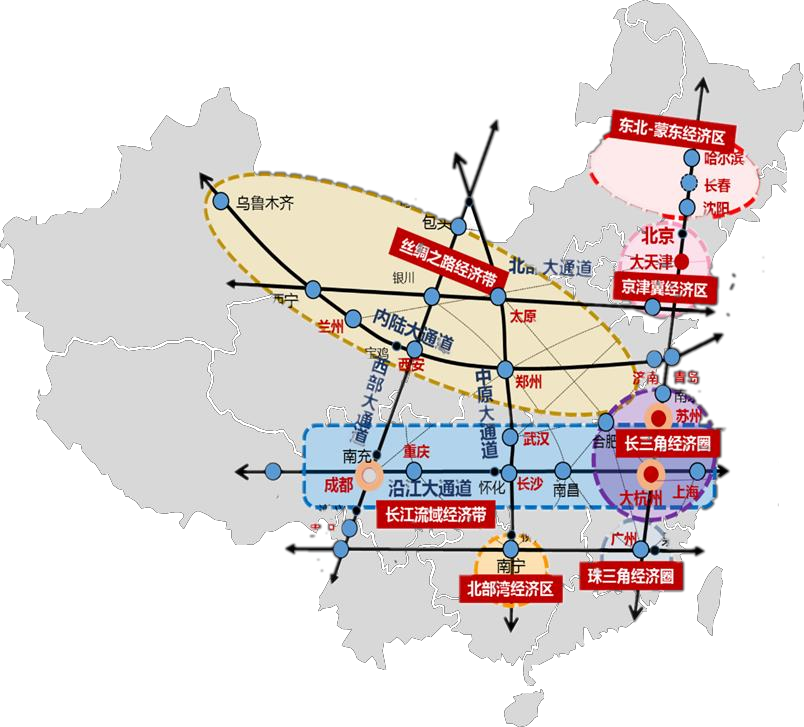 东北-蒙东经济区
哈尔滨
长春
沈阳
乌鲁木齐
包头
北京
丝绸之路经济带
大通道
大天津
银川
京津冀经济区
西宁
太原
兰州
内陆大通道
宝鸡
西安
济南
青岛
郑州
西部大通道
中原大通道
苏州
武汉
合肥
长三角经济圈
重庆
南充
成都
沿江大通道
怀化
长沙
南昌
大杭州
上海
长江流域经济带
广州
南宁
珠三角经济圈
北部湾经济区